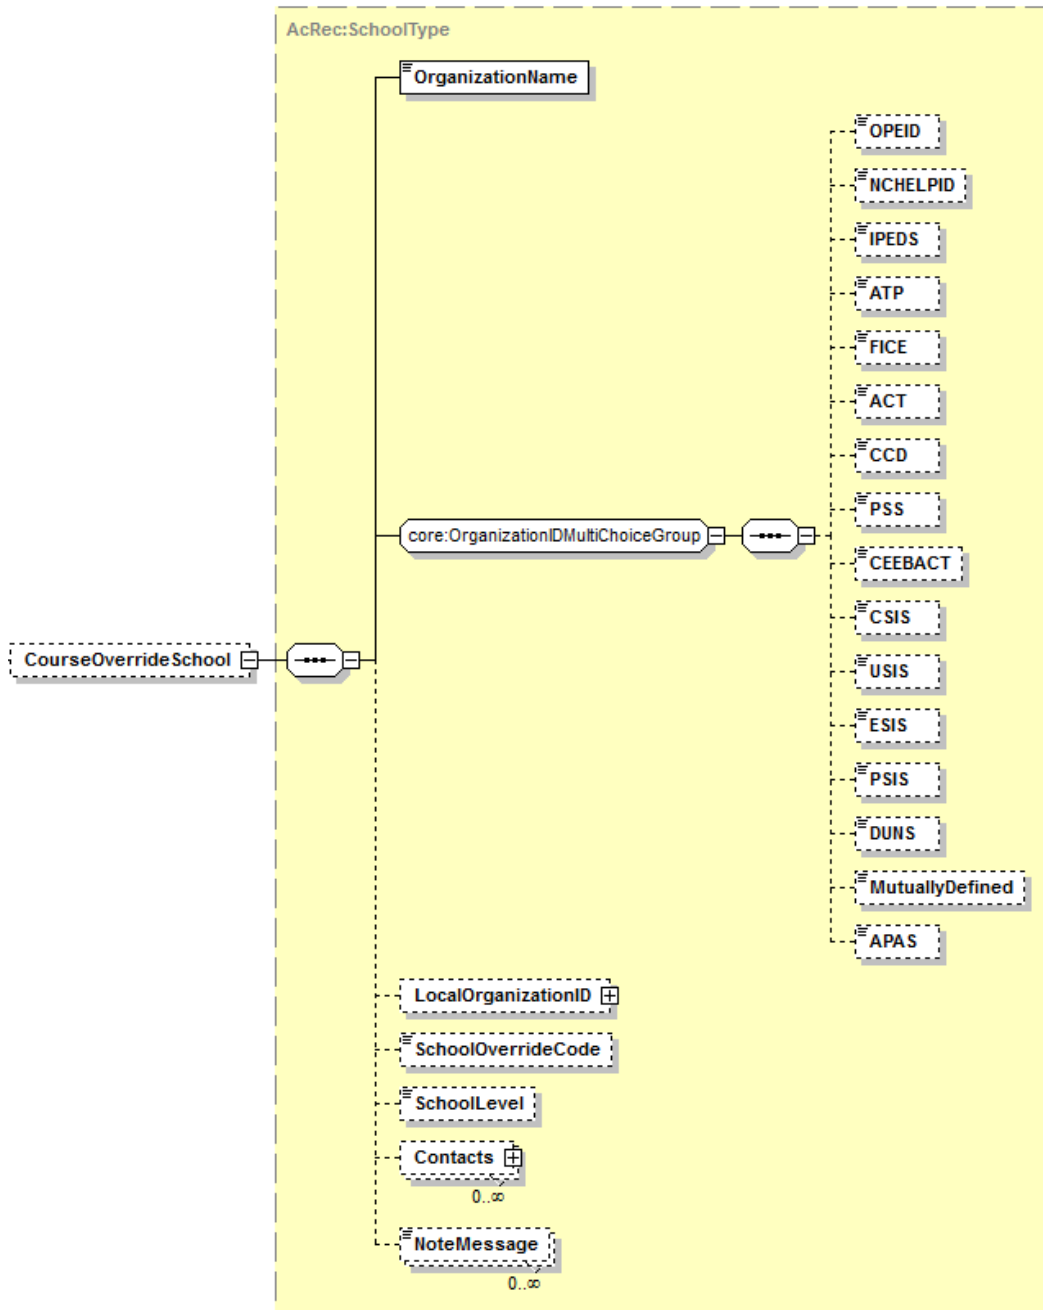 AcRec:SchoolType
OrganizationName
OPEID
NCHELPID
IPEDS
ATP
FICE
ACT
CCD
PSS
core:OrganizationIDMultiChoiceGroup
CEEBACT
CSIS
CourseOverrideSchool
USIS
ESIS
PSIS
DUNS
MutuallyDefined
APAS
LocalOrganizationID
SchoolOverrideCode
SchoolLevel
Contacts
0..∞
NoteMessage
0..∞